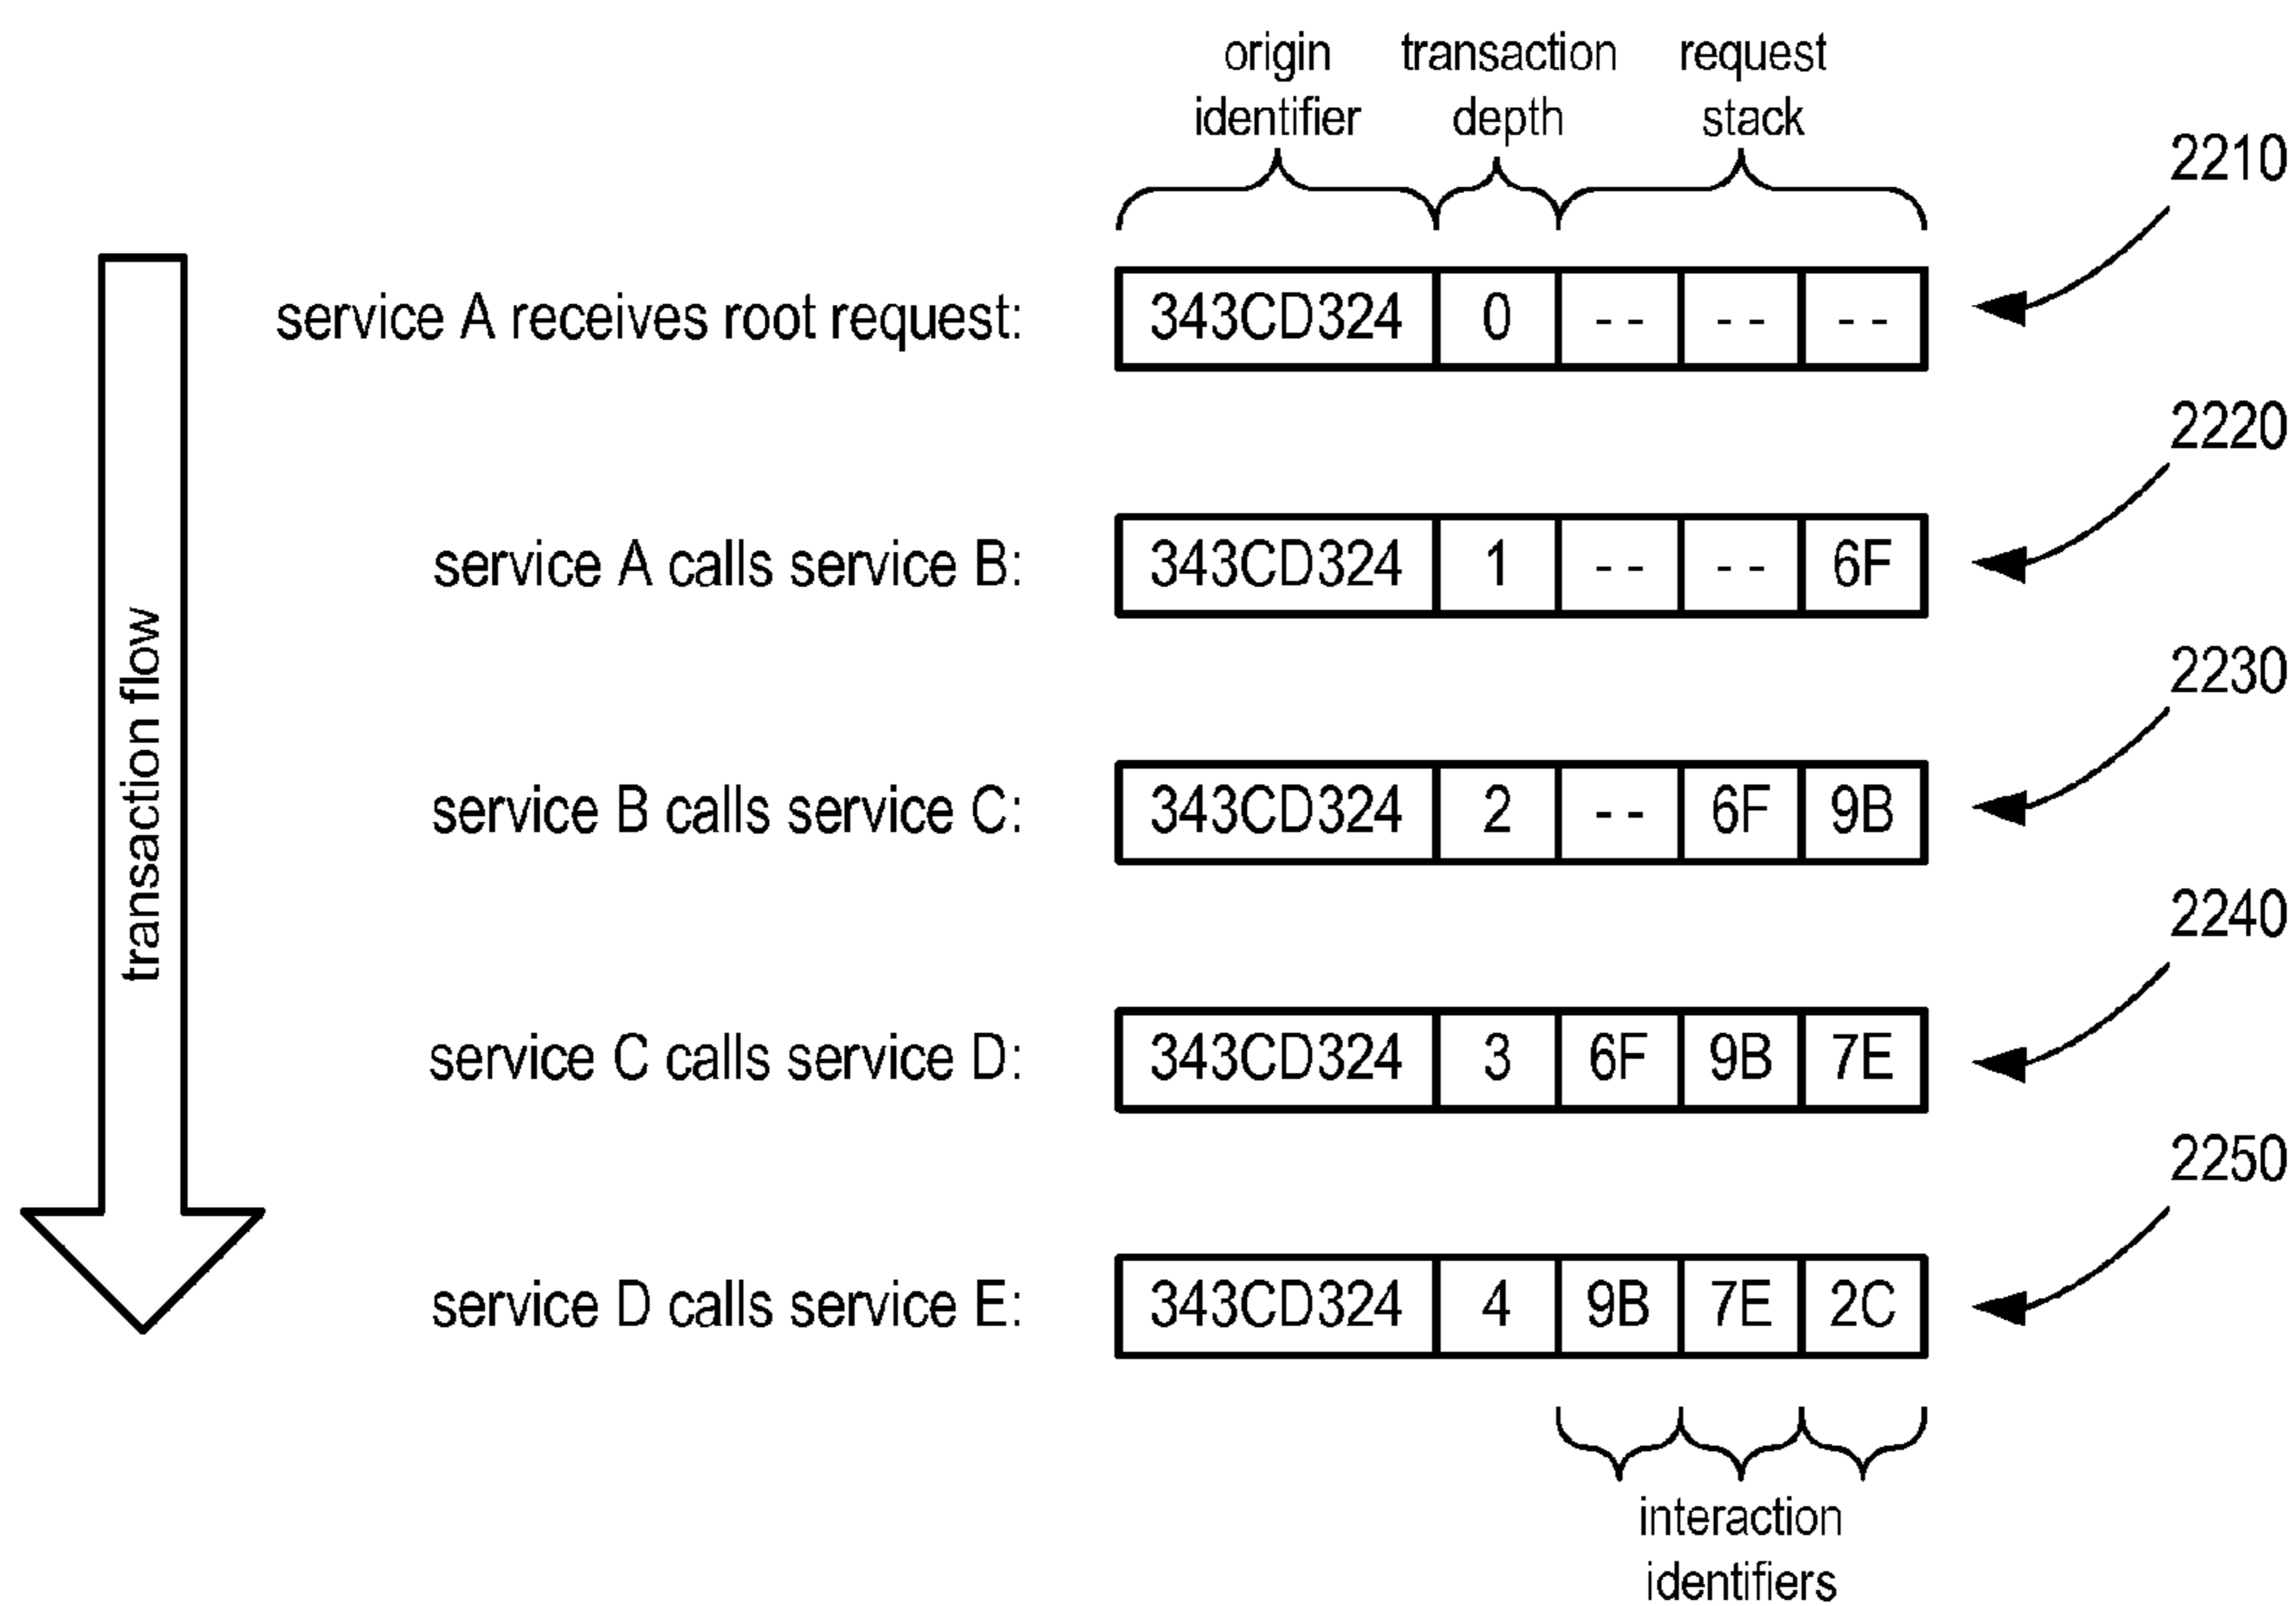 origin identifier
transaction depth
request stack
2210
service A receives root request: 343CD324 0 -- -- --
2220
service A calls service B: 343CD324 1 -- -- 6F
2230
service B calls service C: 343CD324 2 -- 6F 9B
2240
service C calls service D: 343CD324 3 6F 9B 7E
2250
service D calls service E: 343CD324 4 9B 7E 2C
interaction
identifiers
transaction flow